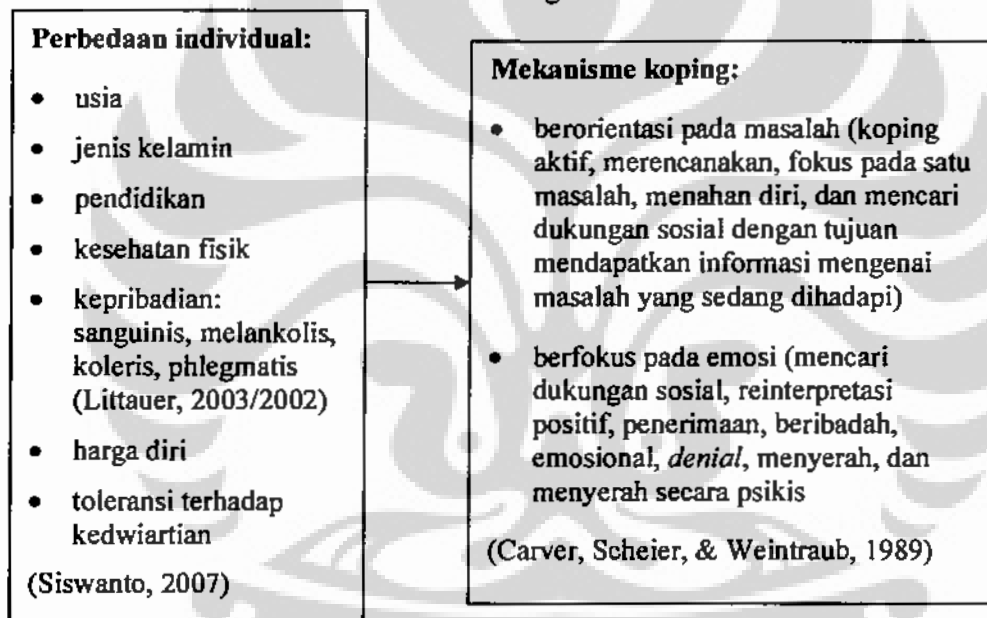 Perbedaan individual:
• usia
• jenis kelamin
• pendidikan
• kesehatan fisik
• kepribadian:
sanguinis, melankolis,
koleris, phlegmatis
(Littauer, 2003/2002)
• harga diri
• toleransi terhadap
kedwiartian
(Siswanto, 2007)
Mekanisme koping:
• berorientasi pada masalah (koping
aktif, merencanakan, fokus pada satu
masalah, menahan diri, dan mencari
dukungan sosial dengan tujuan
mendapatkan informasi mengenai
masalah yang sedang dihadapi)
• berfokus pada emosi (mencari
dukungan sosial, reinterpretasi
positif, penerimaan, beribadah,
emosional, denial, menyerah, dan
menyerah secara psikis
(Carver, Scheier, & Weintraub, 1989)